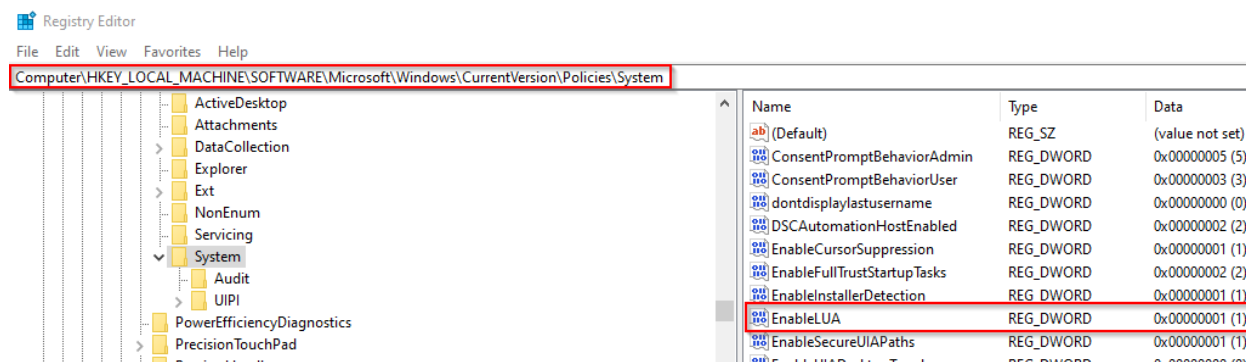 Registry Editor
File Edit View Favorites Help
Computer\HKEY_LOCAL_MACHINE\SOFTWARE\Microsoft\Windows\CurrentVersion\Policies\System
ActiveDesktop
Attachments
DataCollection
Explorer
Ext
NonEnum
Servicing
System
Audit
UIPI
PowerEfficiencyDiagnostics
PrecisionTouchPad
Name Type Data
(Default) REG_SZ (value not set)
ConsentPromptBehaviorAdmin REG_DWORD 0x00000005 (5)
ConsentPromptBehaviorUser REG_DWORD 0x00000003 (3)
dontdisplaylastusername REG_DWORD 0x00000000 (0)
DSCAutomationHostEnabled REG_DWORD 0x00000002 (2)
EnableCursorSuppression REG_DWORD 0x00000001 (1)
EnableFullTrustStartupTasks REG_DWORD 0x00000002 (2)
EnableInstallerDetection REG_DWORD 0x00000001 (1)
EnableLUA REG_DWORD 0x00000001 (1)
EnableSecureUIAPaths REG_DWORD 0x00000001 (1)